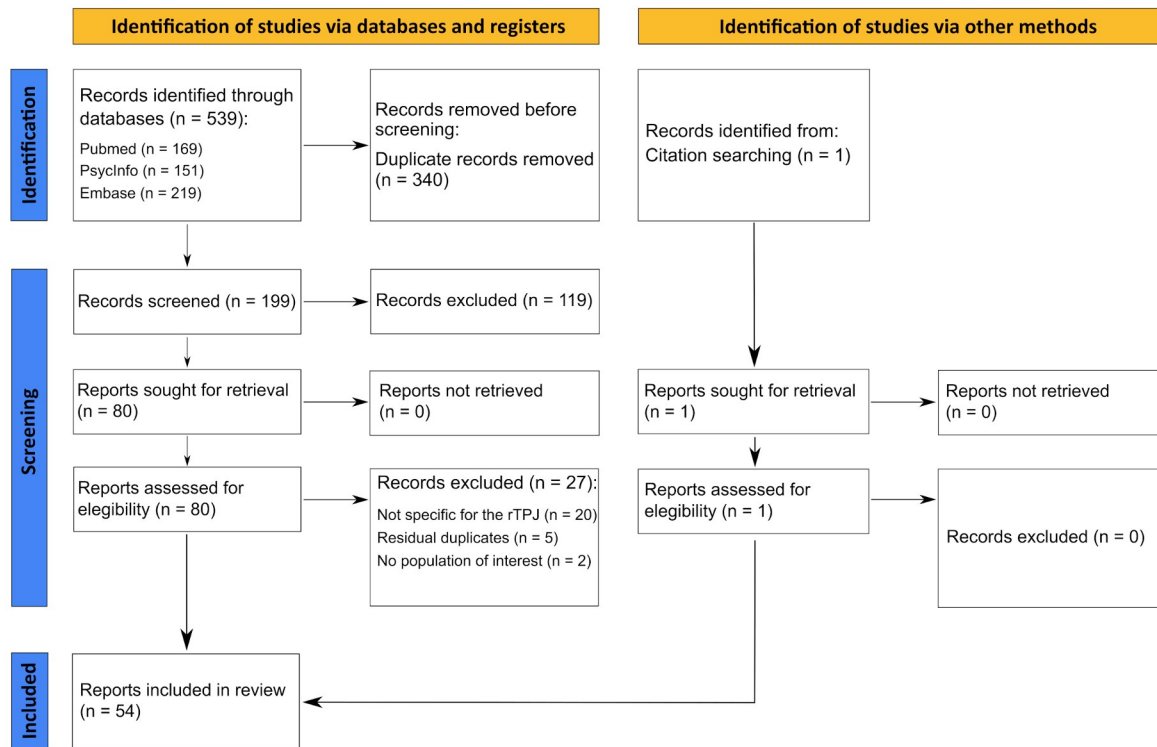 Identification of studies via databases and registers
Identification of studies via other methods
Identification
Records identified through
databases (n = 539):
Pubmed (n = 169)
PsycInfo (n = 151)
Embase (n = 219)
Records removed before
screening:
Duplicate records removed
(n = 340)
Records identified from:
Citation searching (n = 1)
Screening
Records screened (n = 199)
Records excluded (n = 119)
Reports sought for retrieval
(n = 80)
Reports not retrieved
(n = 0)
Reports sought for retrieval
(n = 1)
Reports not retrieved
(n = 0)
Reports assessed for
elegibility (n = 80)
Records excluded (n = 27):
Not specific for the rTPJ (n = 20)
Residual duplicates (n = 5)
No population of interest (n = 2)
Reports assessed for
elegibility (n = 1)
Records excluded (n = 0)
Included
Reports included in review
(n = 54)